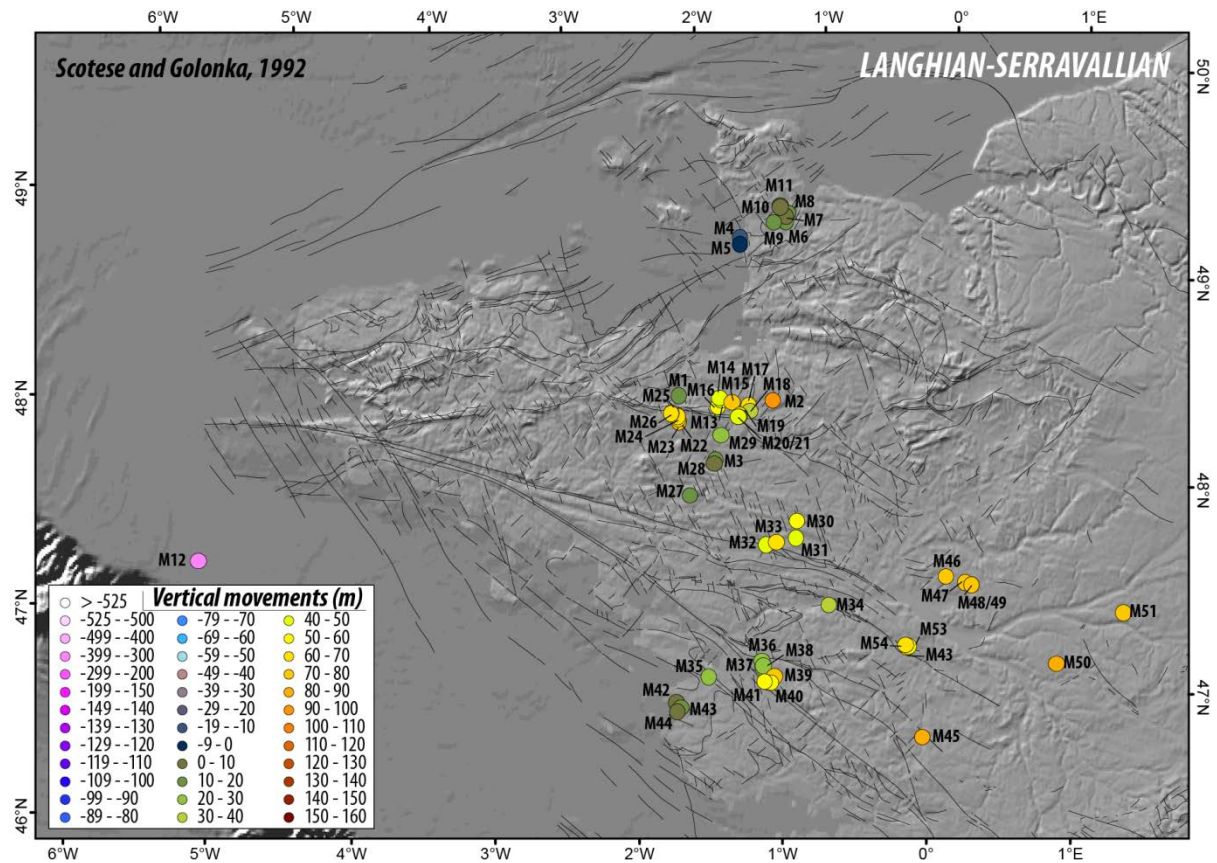 6°W 5°W 4°W 3°W 2°W 1°W 0° 1°E
Scotese and Golonka, 1992
LANGHIAN-SERRAVALLIAN
50°N
49°N
49°N
48°N
48°N
47°N
47°N
46°N
M11
M10
M8
M7
M4
M5
M9
M6
M14
M17
M1
M16
M15
M18
M25
M2
M26
M13
M19
M24
M23
M22
M29
M20/21
M28
M3
M27
M33
M30
M32
M31
M12
M46
M47
M48/49
M34
M51
M53
M54
M43
M36
M38
M37
M35
M39
M50
M41
M40
M42
M43
M44
M45
Vertical movements (m)
> -525
-525 - -500
-499 - -400
-399 - -300
-299 - -200
-199 - -150
-149 - -140
-139 - -130
-129 - -120
-119 - -110
-109 - -100
-99 - -90
-89 - -80
-79 - -70
-69 - -60
-59 - -50
-49 - -40
-39 - -30
-29 - -20
-19 - -10
-9 - 0
0 - 10
10 - 20
20 - 30
30 - 40
40 - 50
50 - 60
60 - 70
70 - 80
80 - 90
90 - 100
100 - 110
110 - 120
120 - 130
130 - 140
140 - 150
150 - 160
6°W 5°W 4°W 3°W 2°W 1°W 0° 1°E